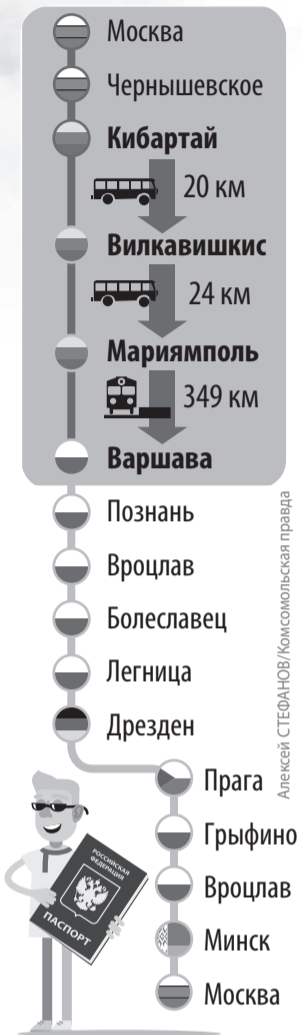 Москва
Чернышевское
Кибартай
20 км
Вилкавишкис
24 км
Мариямполь
349 км
Варшава
Познань
Вроцлав
Болеславец
Легница
Дрезден
Прага
Грыфино
Вроцлав
Минск
Москва
Алексей СТЕФАНОВ/Комсомольская правда
РОССИЙСКАЯ
ФЕДЕРАЦИЯ
ПАСПОРТ